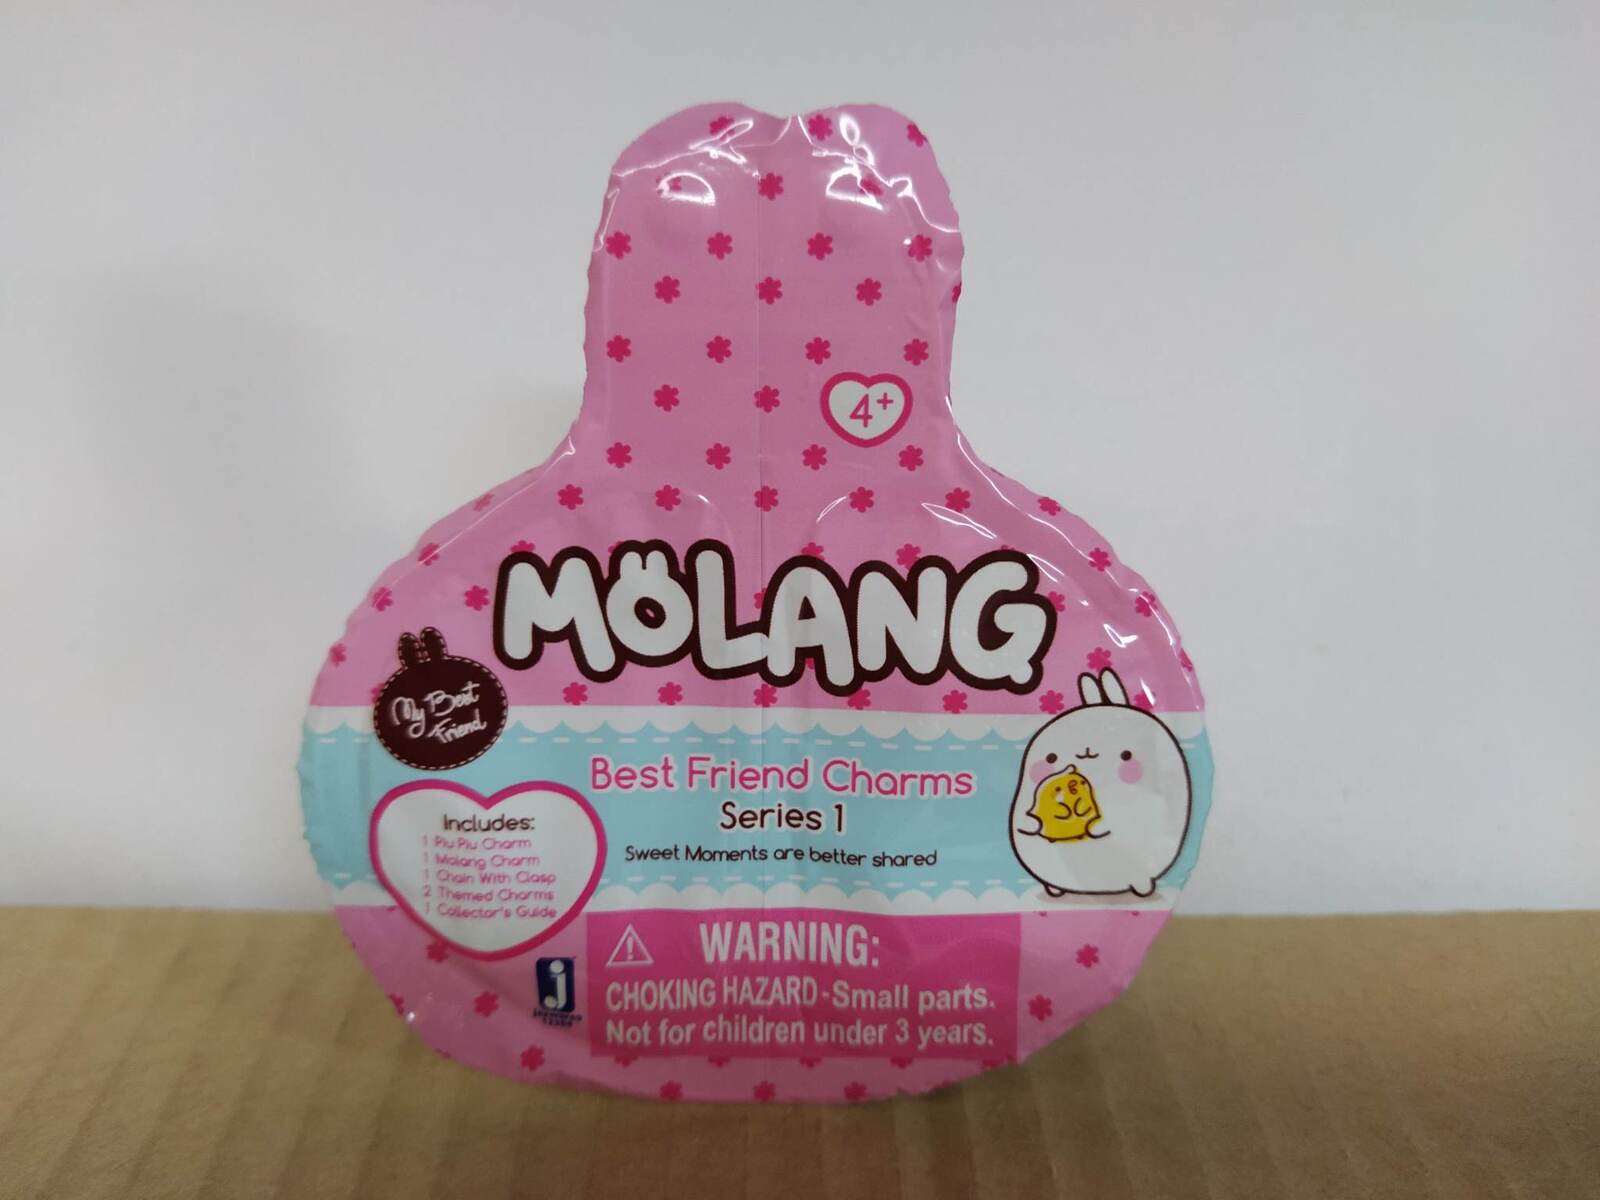 4+
MÖLANG
My Best
Friend
Best Friend Charms
Series 1
Sweet Moments are better shared
Includes:
1 Piu Piu Charm
1 Molang Charm
1 Chain With Clasp
2 Themed Charms
1 Collector's Guide
j
WARNING:
CHOKING HAZARD - Small parts.
Not for children under 3 years.